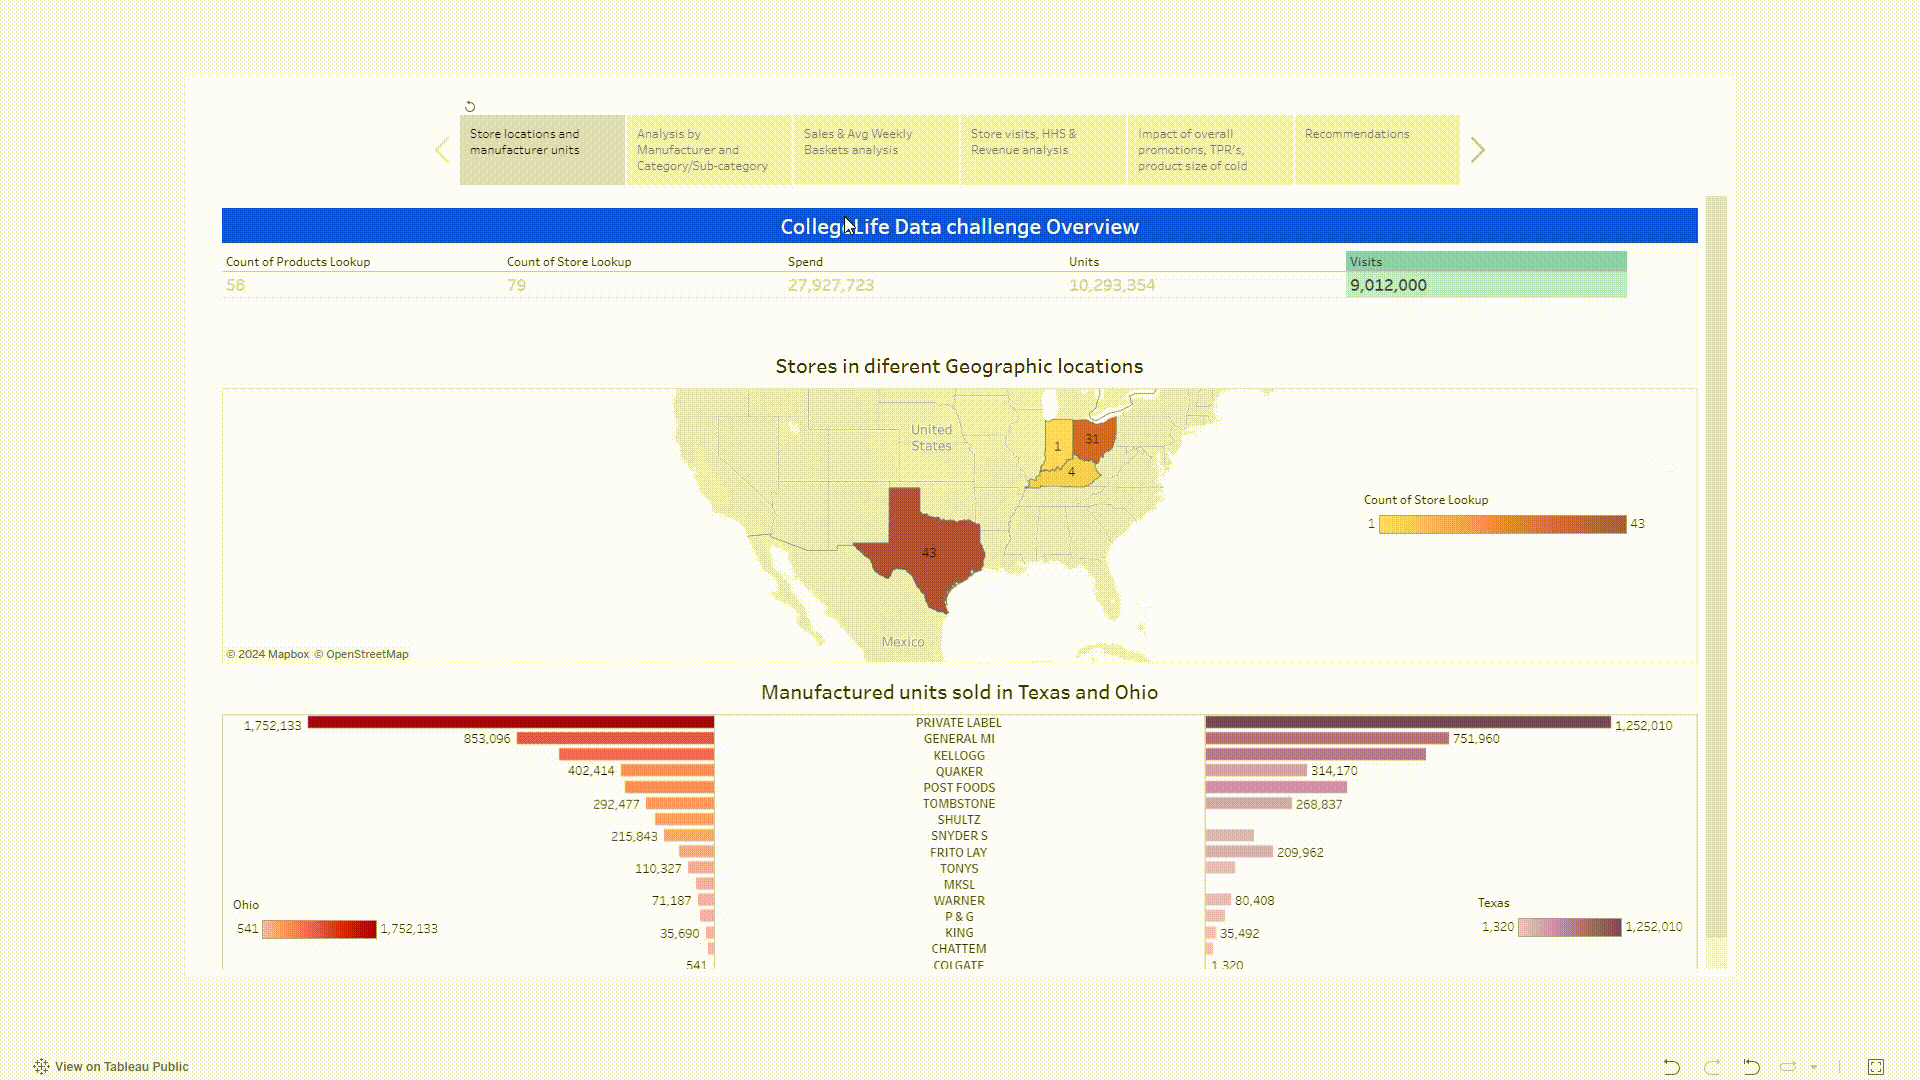 Store locations and
manufacturer units
Analysis by
Manufacturer and
Category/Sub-category
Sales & Avg Weekly
Baskets analysis
Store visits, HHS &
Revenue analysis
Impact of overall
promotions, TPR's,
product size of cold
Recommendations
College Life Data challenge Overview
Count of Products Lookup
Count of Store Lookup
Spend
Units
Visits
58
79
27,927,723
10,293,354
9,012,000
Stores in diferent Geographic locations
United
States
1
31
4
43
Mexico
Count of Store Lookup
1
43
© 2024 Mapbox © OpenStreetMap
Manufactured units sold in Texas and Ohio
1,752,133 PRIVATE LABEL 1,252,010
853,096 GENERAL MI 751,960
KELLOGG
402,414 QUAKER 314,170
POST FOODS
292,477 TOMBSTONE 268,837
SHULTZ
215,843 SNYDER S
FRITO LAY 209,962
110,327 TONYS
MKSL
71,187 WARNER 80,408
P & G
35,690 KING 35,492
CHATTEM
541 COLGATE 1,320
Ohio
541 1,752,133
Texas
1,320 1,252,010
View on Tableau Public